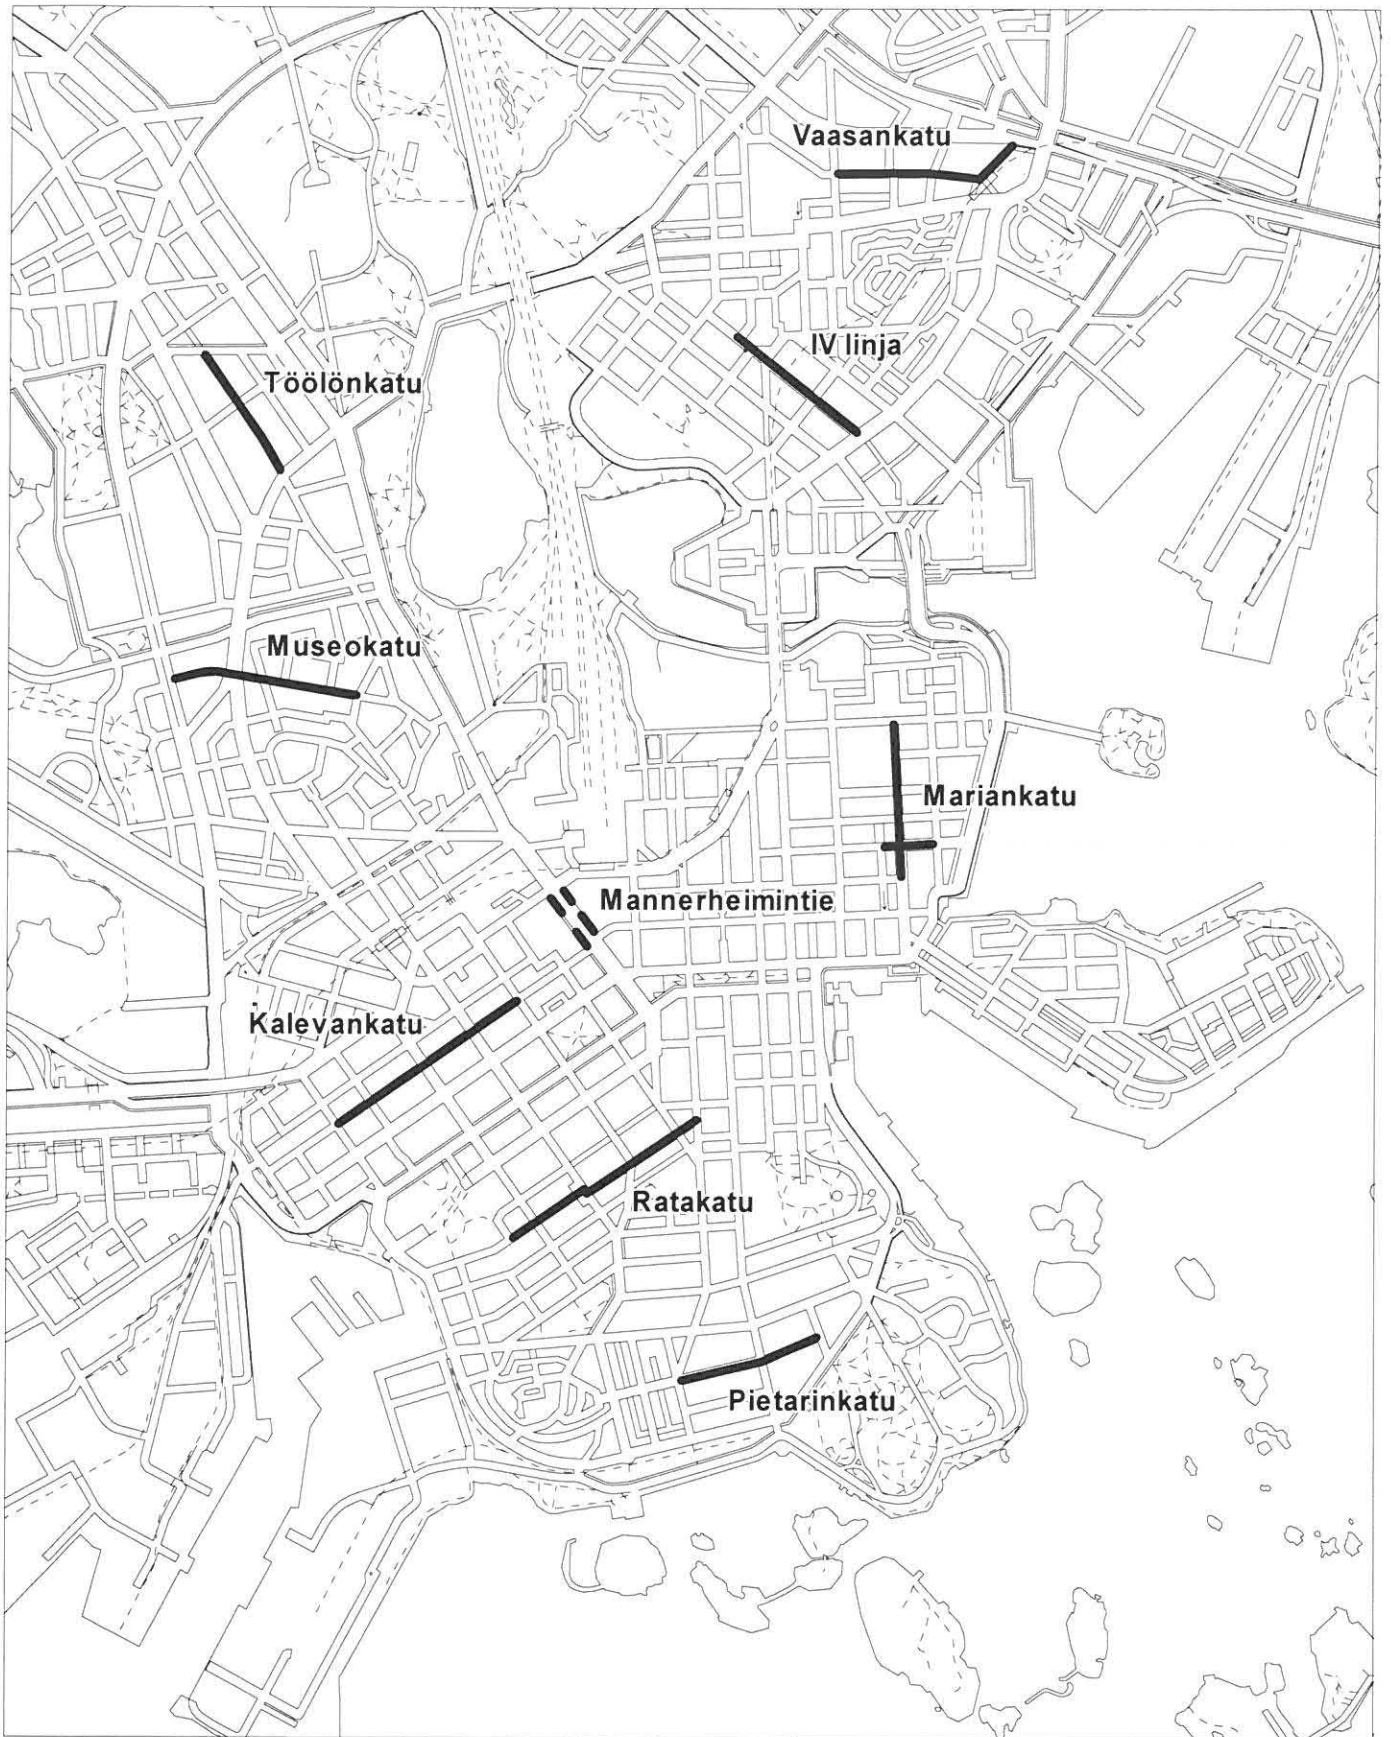 Vaasankatu
IV linja
Töölönkatu
Museokatu
Mariankatu
Mannerheimintie
Kalevankatu
Ratakatu
Pietarinkatu